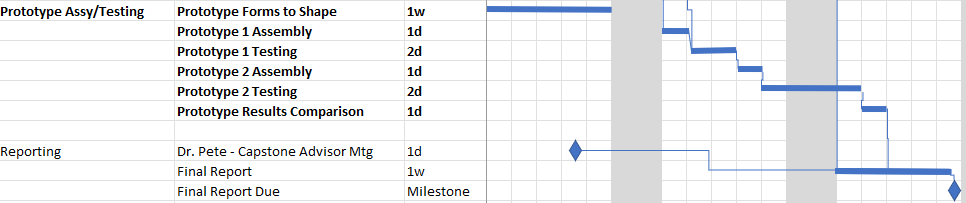 Prototype Assy/Testing Prototype Forms to Shape 1w
Prototype 1 Assembly 1d
Prototype 1 Testing 2d
Prototype 2 Assembly 1d
Prototype 2 Testing 2d
Prototype Results Comparison 1d
Reporting Dr. Pete - Capstone Advisor Mtg 1d
Final Report 1w
Final Report Due Milestone